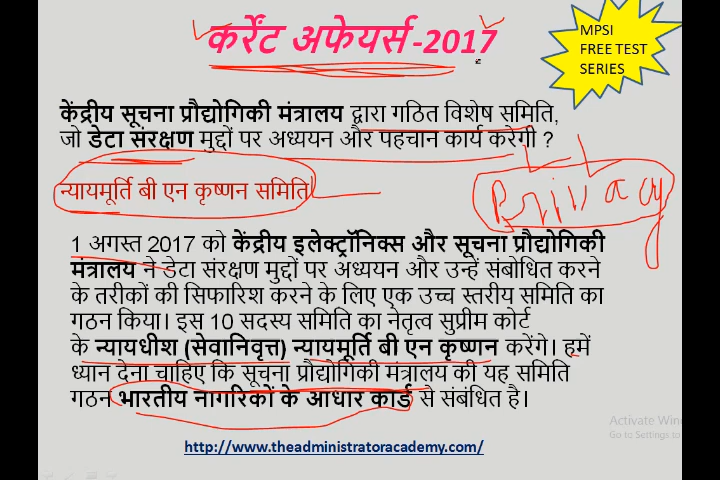 करेंट अफेयर्स-2017
MPSI
FREE TEST
SERIES
केंद्रीय सूचना प्रौद्योगिकी मंत्रालय द्वारा गठित विशेष समिति,
जो डेटा संरक्षण मुद्दों पर अध्ययन और पहचान कार्य करेगी ?
न्यायमूर्ति बी एन कृष्णन समिति
Privacy
1 अगस्त 2017 को केंद्रीय इलेक्ट्रॉनिक्स और सूचना प्रौद्योगिकी
मंत्रालय ने डेटा संरक्षण मुद्दों पर अध्ययन और उन्हें संबोधित करने
के तरीकों की सिफारिश करने के लिए एक उच्च स्तरीय समिति का
गठन किया। इस 10 सदस्य समिति का नेतृत्व सुप्रीम कोर्ट
के न्यायधीश (सेवानिवृत्त) न्यायमूर्ति बी एन कृष्णन करेंगे। हमें
ध्यान देना चाहिए कि सूचना प्रौद्योगिकी मंत्रालय की यह समिति
गठन भारतीय नागरिकों के आधार कार्ड से संबंधित है।
Activate Win
Go to Settings to
http://www.theadministratoracademy.com/